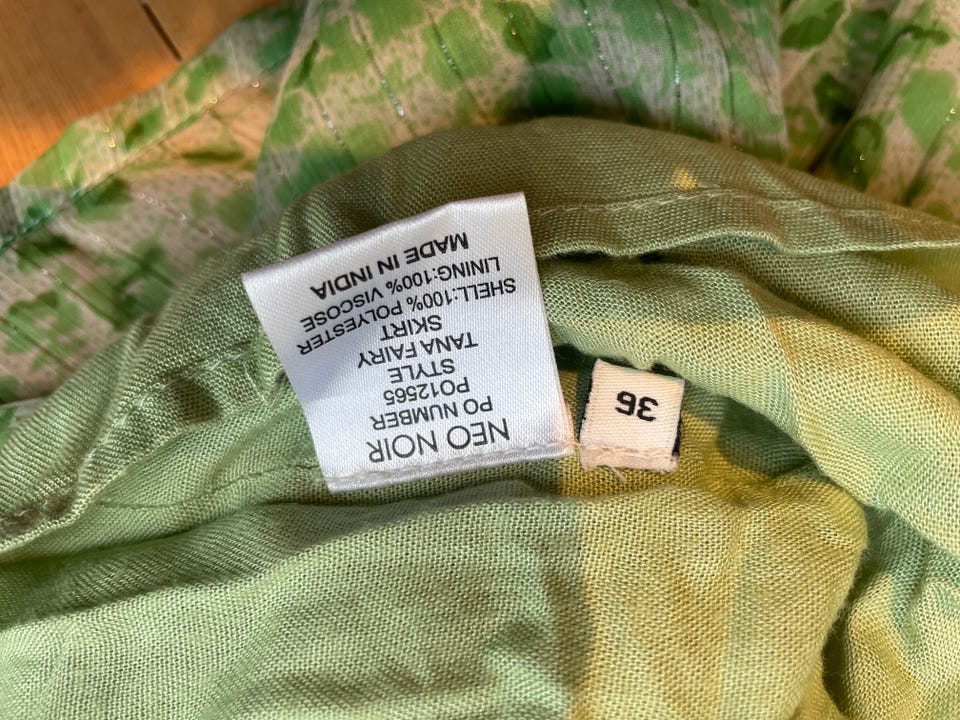 NEO NOIR
PO NUMBER
PO12565
STYLE
TANA FAIRY
SKIRT
SHELL:100% POLYESTER
LINING:100% VISCOSE
MADE IN INDIA
36